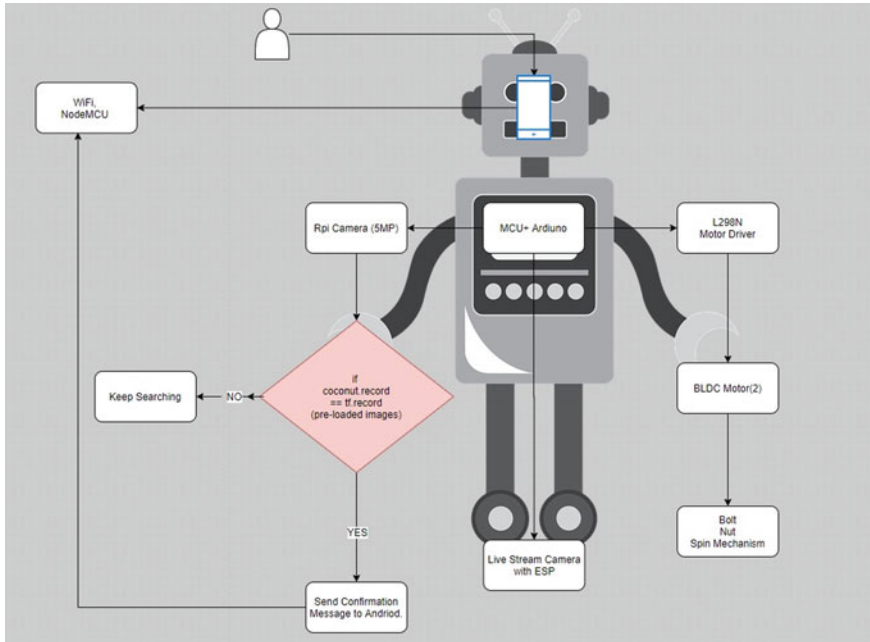 WiFi,
NodeMCU
Rpi Camera (5MP)
MCU+ Ardiuno
L298N
Motor Driver
if
coconut.record
== tf.record
(pre-loaded images)
Keep Searching
NO
BLDC Motor(2)
YES
Bolt
Nut
Spin Mechanism
Live Stream Camera
with ESP
Send Confirmation
Message to Andriod.